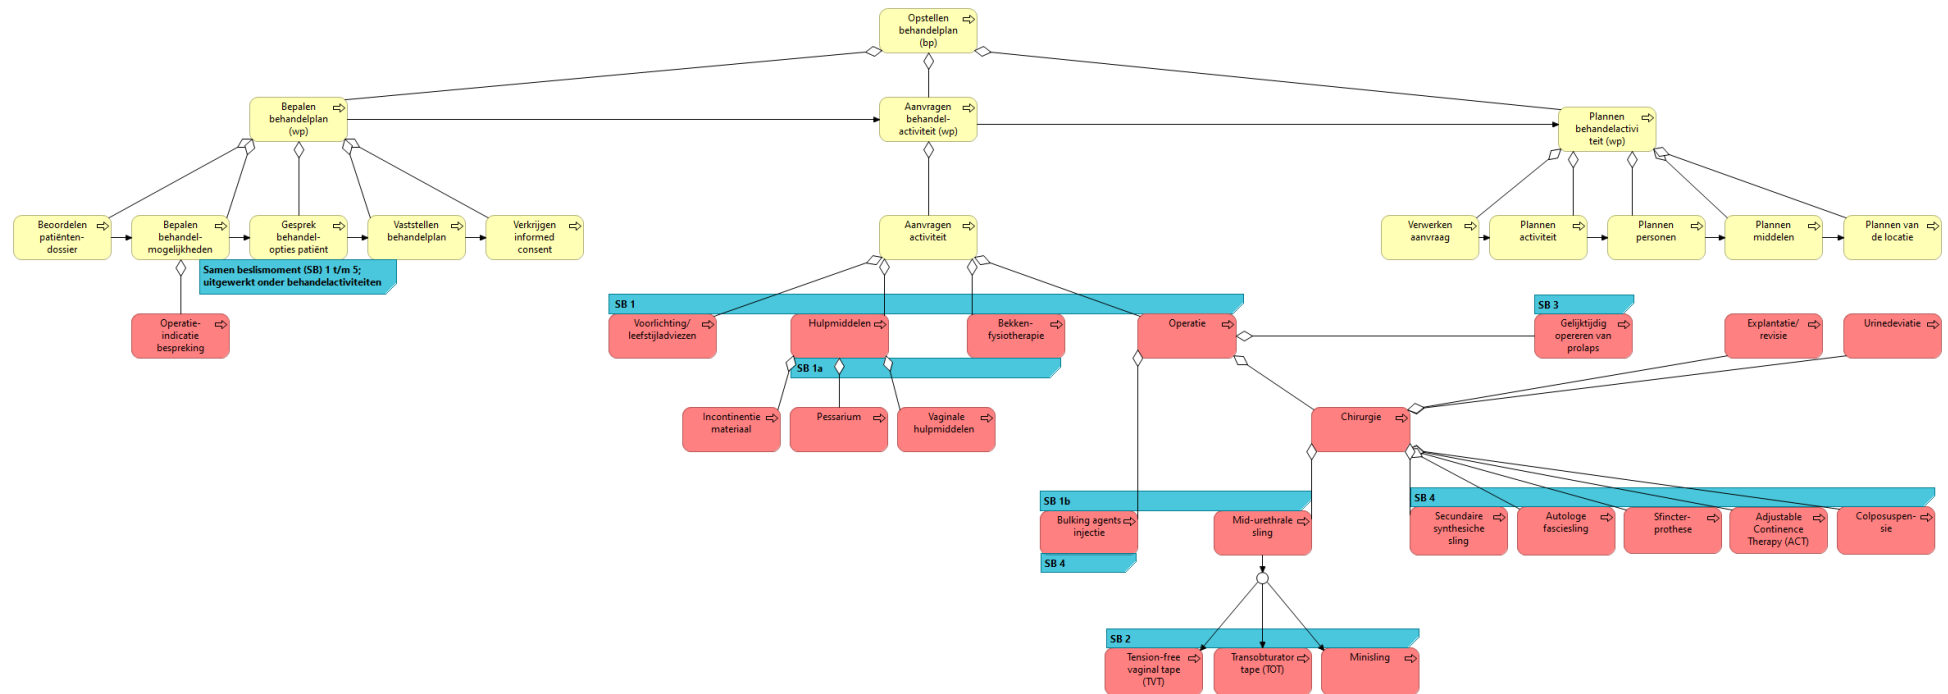 Opstellen
behandelplan
(bp)
Bepalen
behandelplan
(wp)
Aanvragen
behandel-
activiteit (wp)
Plannen
behandelactivi
teit (wp)
Beoordelen
patiënten-
dossier
Bepalen
behandel-
mogelijkheden
Gesprek
behandel-
opties patiënt
Vaststellen
behandelplan
Verkrijgen
informed
consent
Aanvragen
activiteit
Verwerken
aanvraag
Plannen
activiteit
Plannen
personen
Plannen
middelen
Plannen van
de locatie
Samen beslismoment (SB) 1 t/m 5;
uitgewerkt onder behandelactiviteiten
SB 1
SB 3
Operatie-
indicatie
bespreking
Voorlichting/
leefstijladviezen
Hulpmiddelen
Bekken-
fysiotherapie
Operatie
Gelijktijdig
opereren van
prolaps
Explantatie/
revisie
Urinedeviatie
SB 1a
Incontinentie
materiaal
Pessarium
Vaginale
hulpmiddelen
Chirurgie
SB 1b
SB 4
Bulking agents
injectie
Mid-urethrale
sling
Secundaire
synthesiche
sling
Autologe
fasciesling
Sfincter-
prothese
Adjustable
Continence
Therapy (ACT)
Colposuspen-
sie
SB 4
SB 2
Tension-free
vaginal tape
(TVT)
Transobturator
tape (TOT)
Minisling